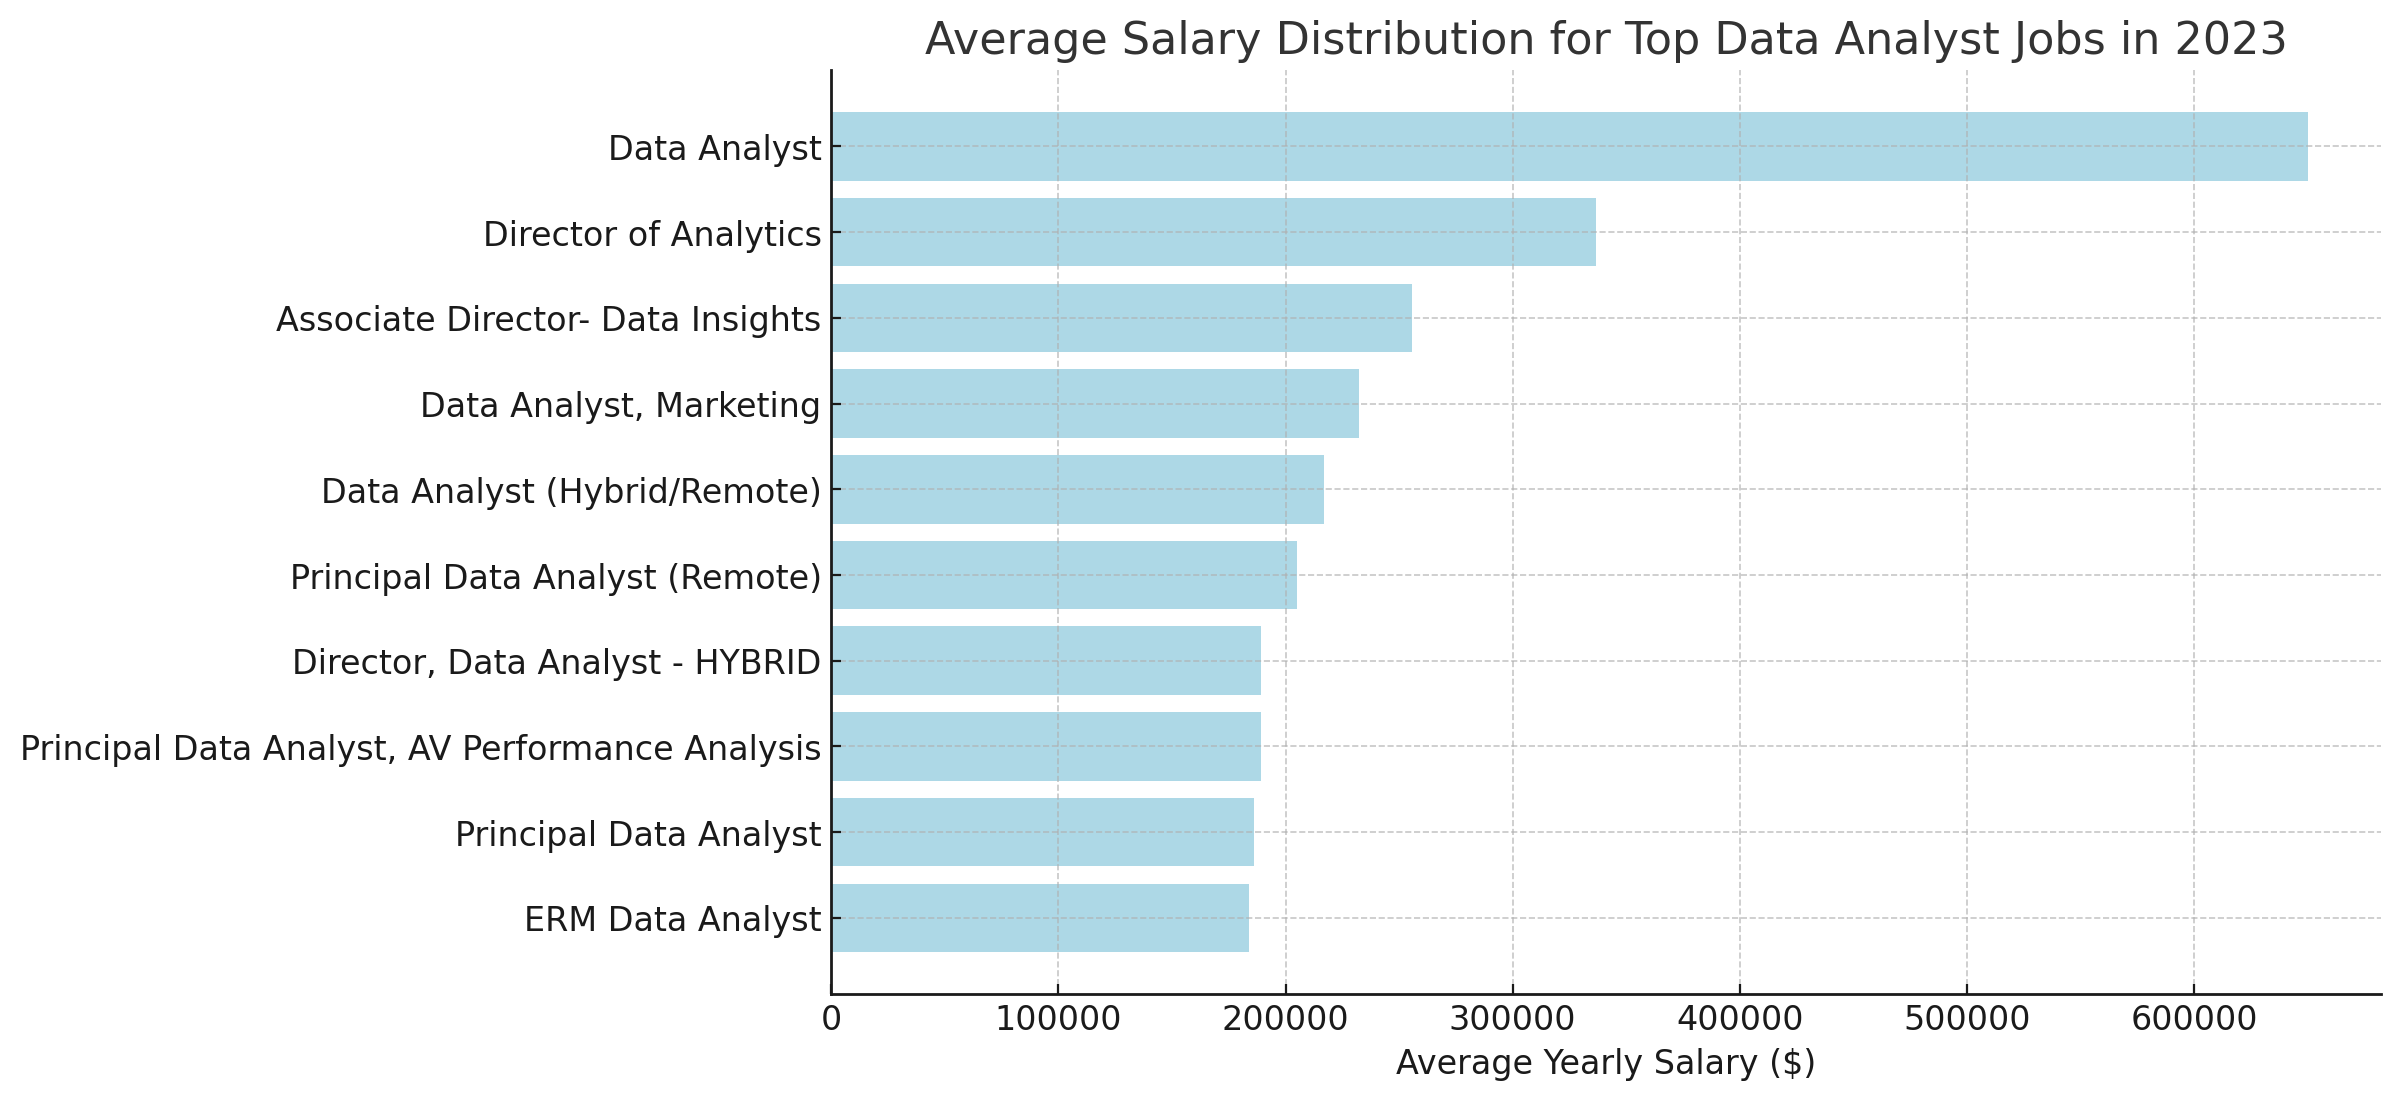 Average Salary Distribution for Top Data Analyst Jobs in 2023
Data Analyst
Director of Analytics
Associate Director- Data Insights
Data Analyst, Marketing
Data Analyst (Hybrid/Remote)
Principal Data Analyst (Remote)
Director, Data Analyst - HYBRID
Principal Data Analyst, AV Performance Analysis
Principal Data Analyst
ERM Data Analyst
0 100000 200000 300000 400000 500000 600000
Average Yearly Salary ($)